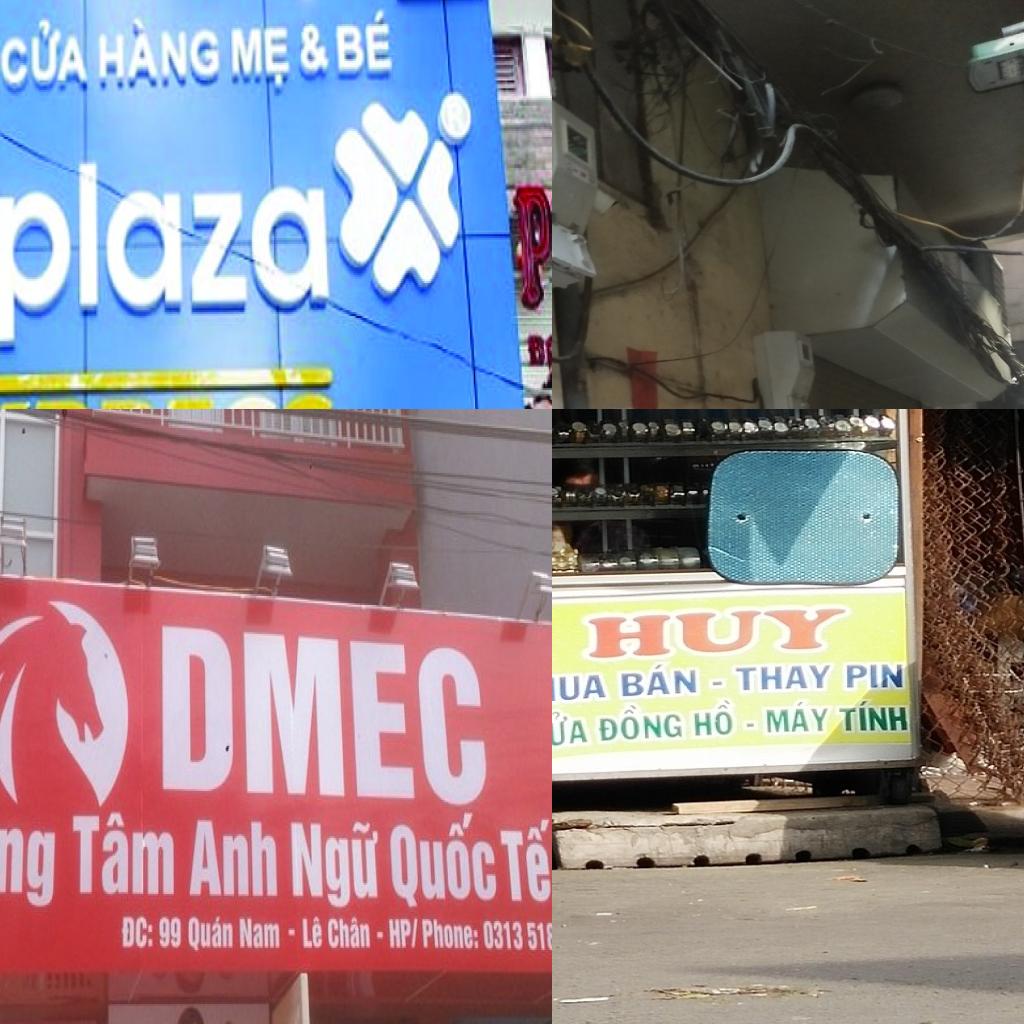 CỬA HÀNG MẸ & BÉ
plaza
®
P
DMEC
ng Tâm Anh Ngữ Quốc Tế
ĐC: 99 Quán Nam - Lê Chân - HP/ Phone: 0313 518
HUY
UA BÁN - THAY PIN
ỬA ĐỒNG HỒ - MÁY TÍNH